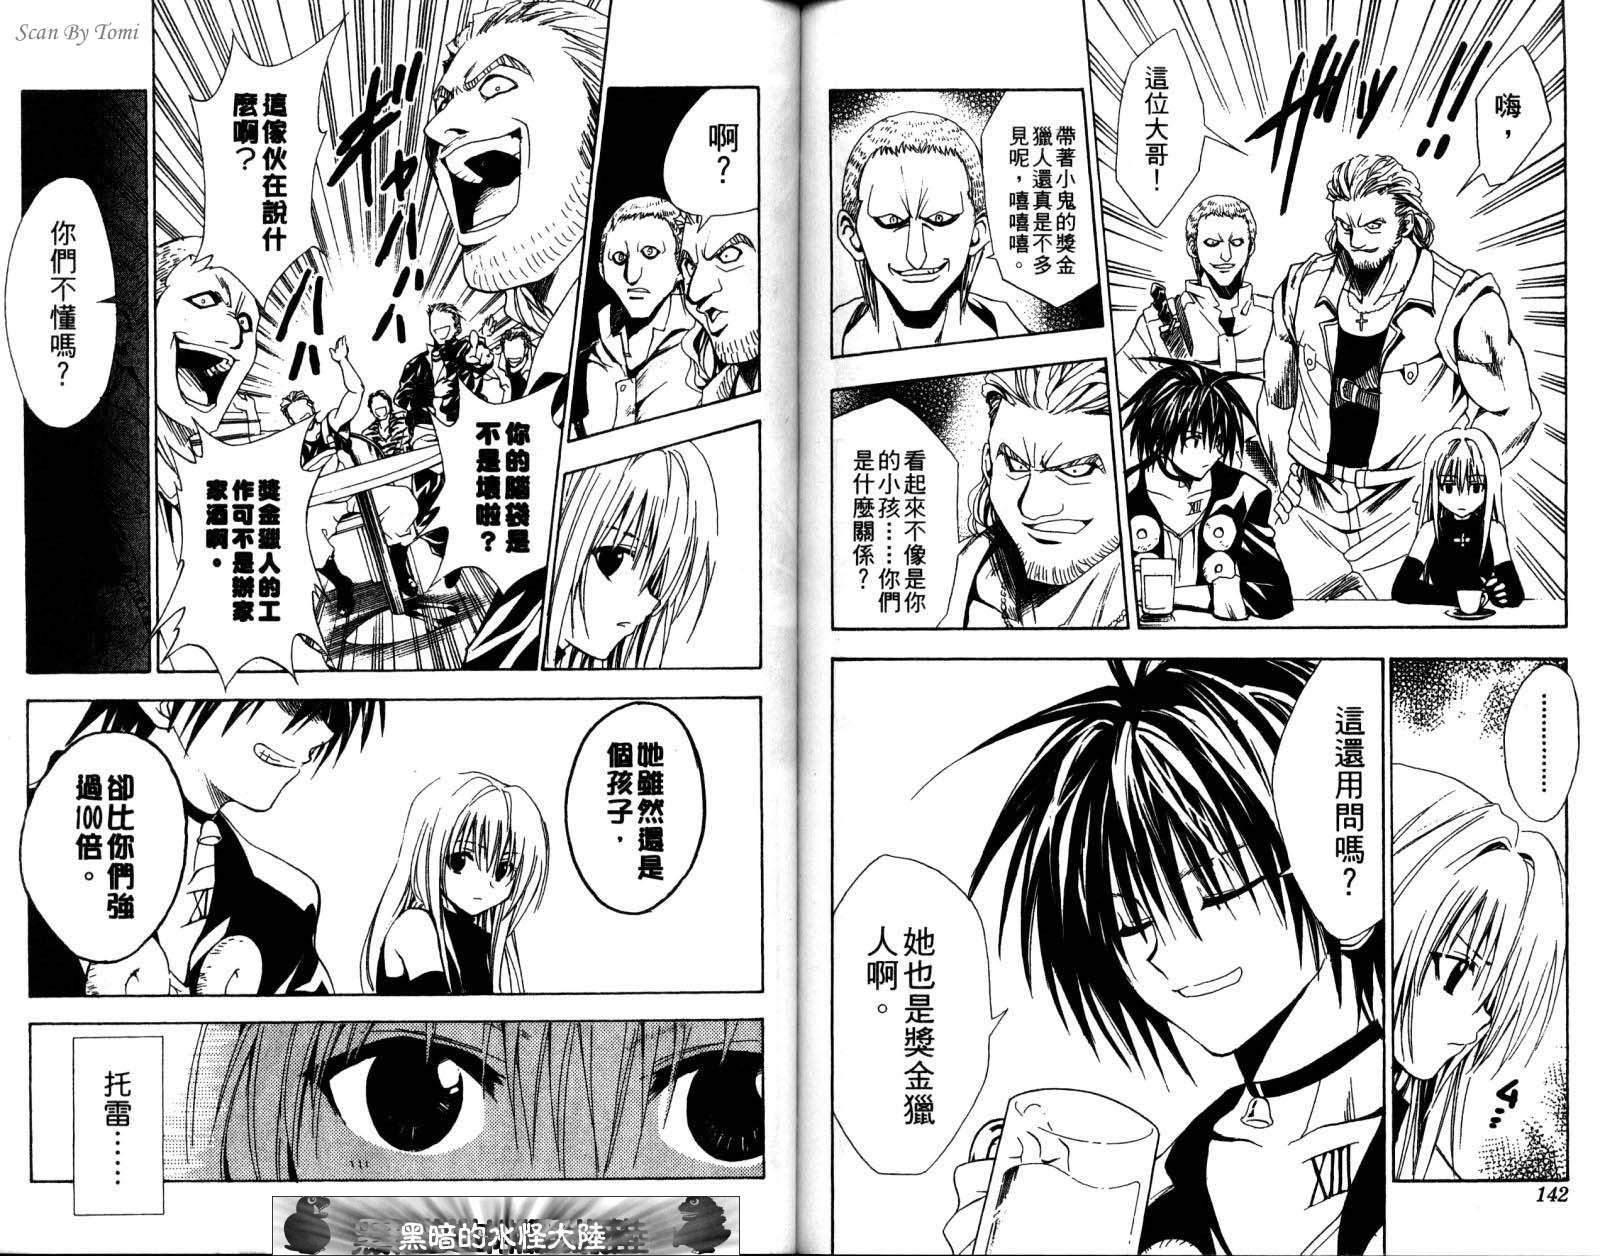 Scan By Tomi
嗨，
這位大哥！
帶著小鬼的獎金
獵人還真是不多
見呢，嘻嘻嘻。
看起來不像是你
的小孩……你們
是什麼關係？
…………
這還用問嗎？
她也是獎金獵
人啊。
142
啊？
這傢伙在說什
麼啊？
你的腦袋是
不是壞啦？
獎金獵人的工
作可不是辦家
家酒啊。
你們不懂嗎？
她雖然還是
個孩子，
卻比你們強
過100倍。
托雷……
黑暗的水怪大陸